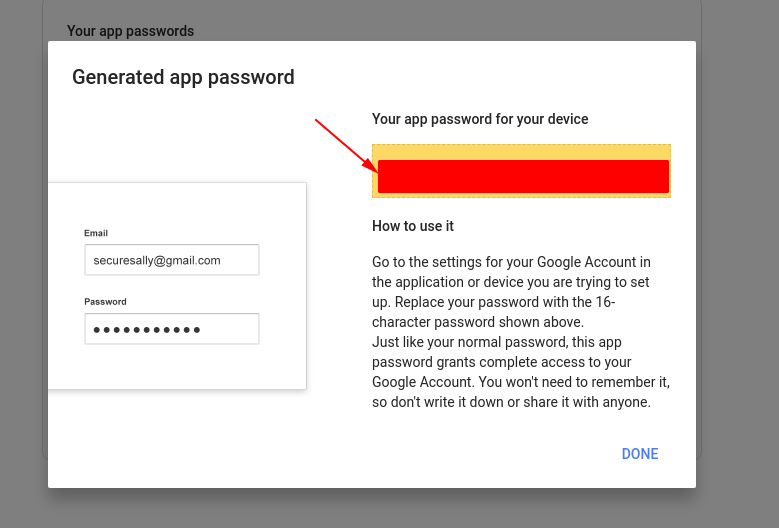 Your app passwords
Generated app password
Your app password for your device
How to use it
Go to the settings for your Google Account in
the application or device you are trying to set
up. Replace your password with the 16-
character password shown above.
Just like your normal password, this app
password grants complete access to your
Google Account. You won't need to remember it,
so don't write it down or share it with anyone.
Email
securesally@gmail.com
Password
●●●●●●●●●●●
DONE